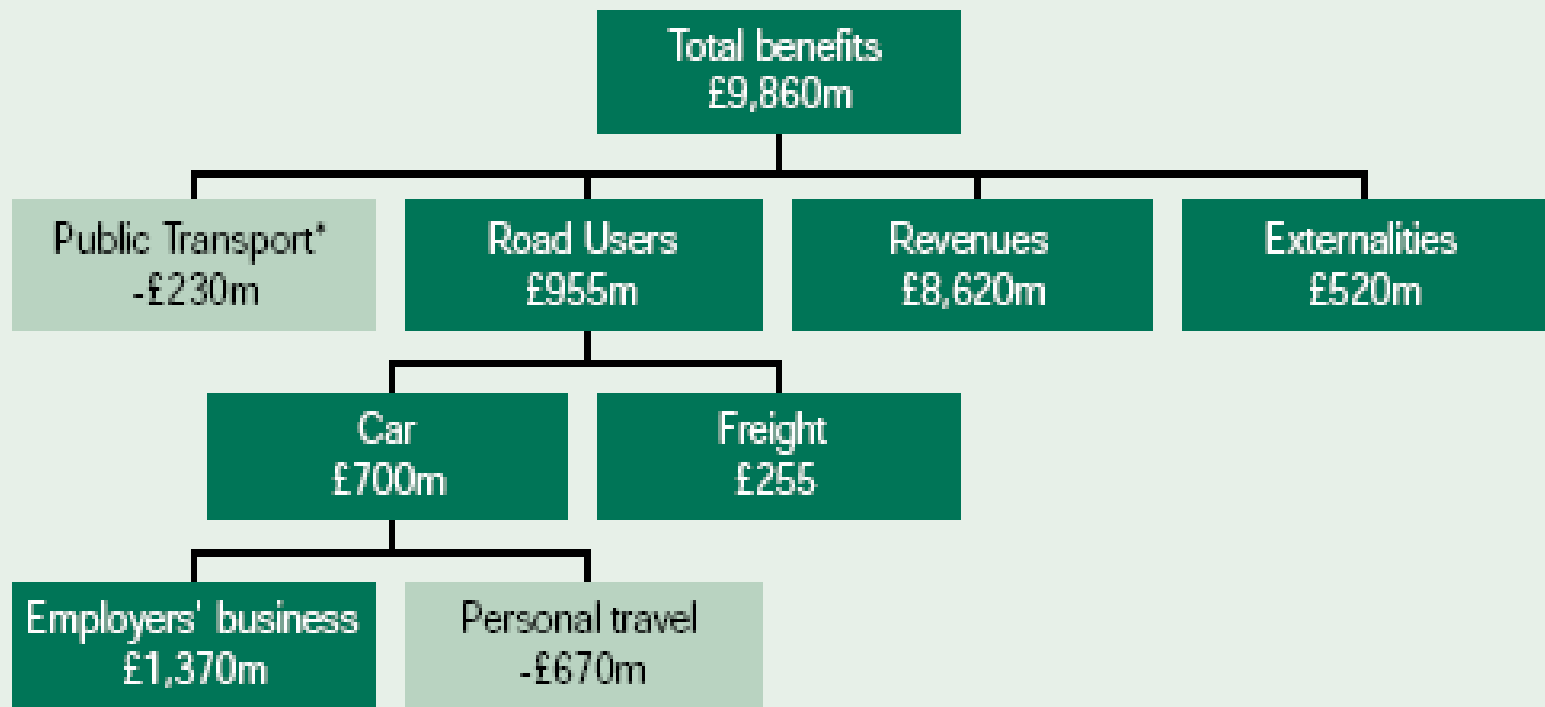 Total benefits
£9,860m
Public Transport*
-£230m
Road Users
£955m
Revenues
£8,620m
Externalities
£520m
Car
£700m
Freight
£255
Employers' business
£1,370m
Personal travel
-£670m